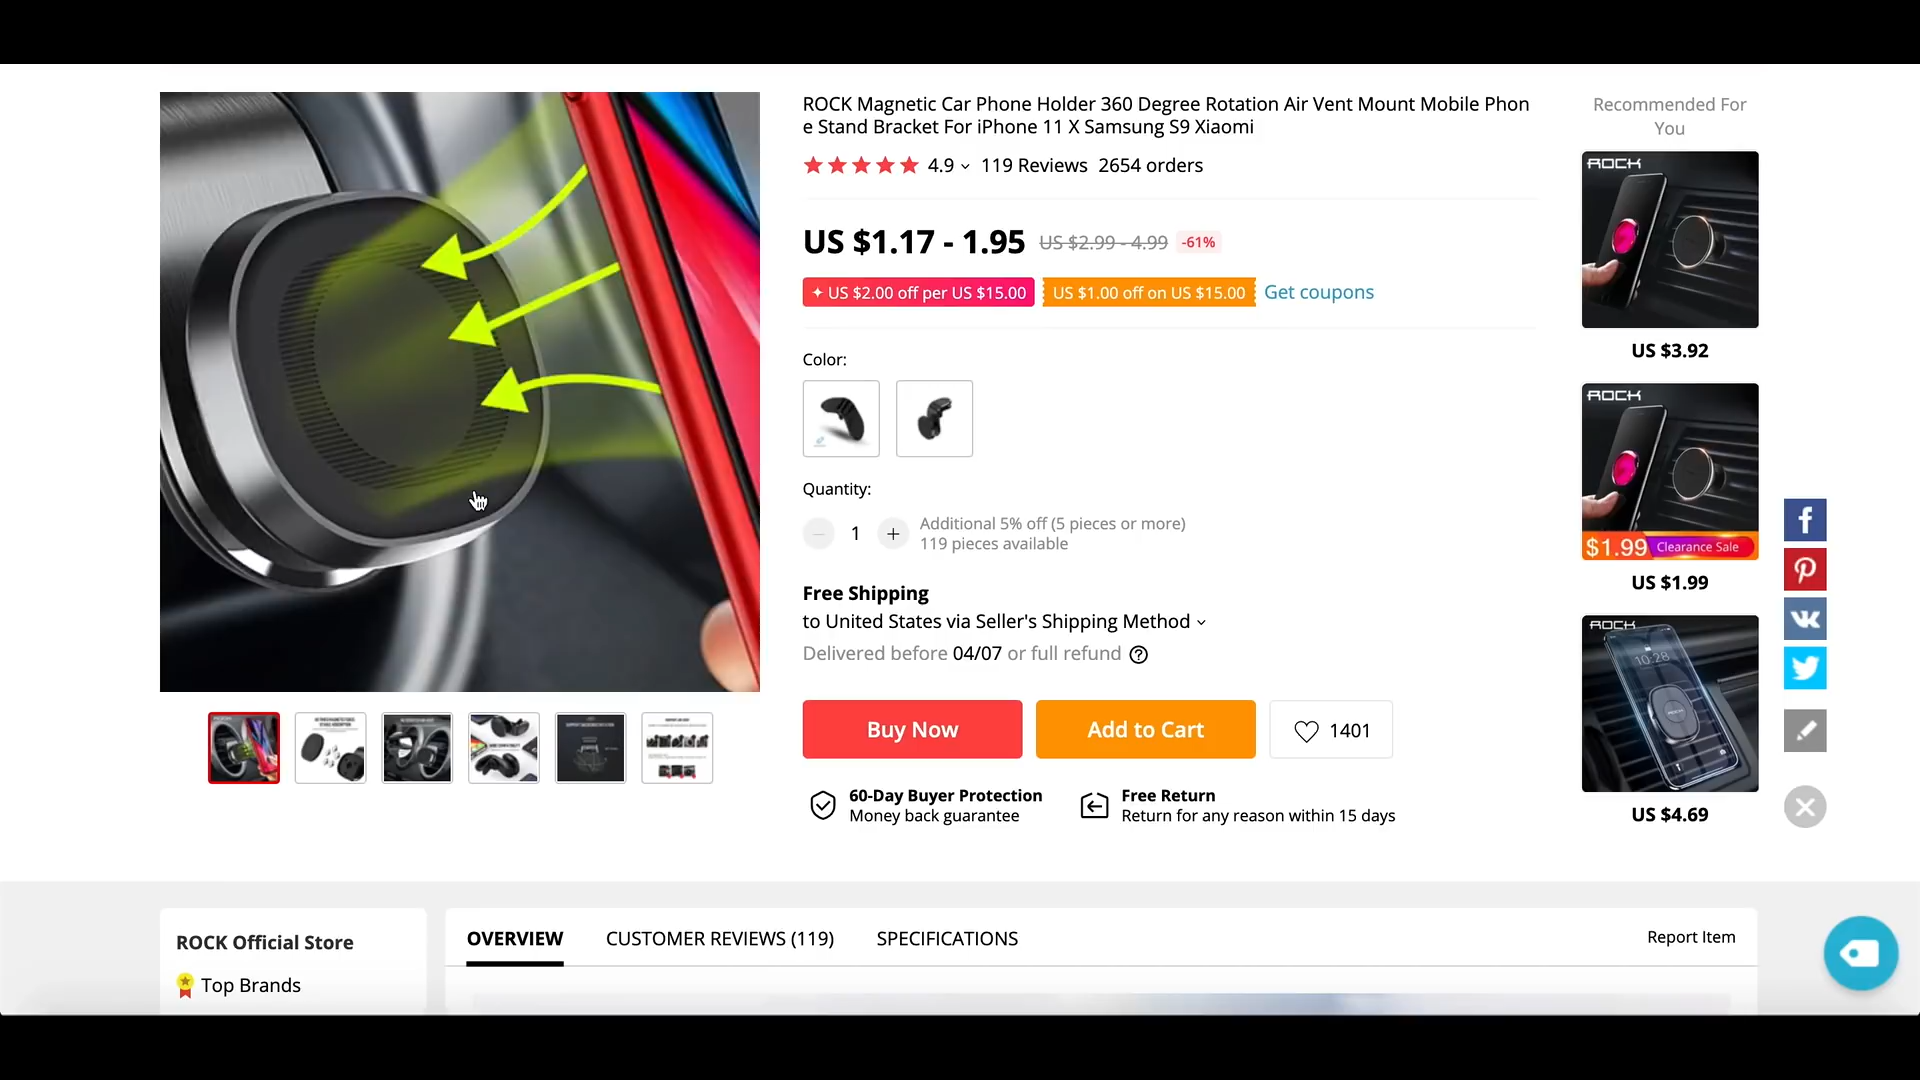 ROCK Magnetic Car Phone Holder 360 Degree Rotation Air Vent Mount Mobile Phon
e Stand Bracket For iPhone 11 X Samsung S9 Xiaomi
4.9 119 Reviews 2654 orders
US $1.17 - 1.95 US $2.99 - 4.99 -61%
US $2.00 off per US $15.00 US $1.00 off on US $15.00 Get coupons
Color:
Quantity:
1 Additional 5% off (5 pieces or more)
119 pieces available
Free Shipping
to United States via Seller's Shipping Method
Delivered before 04/07 or full refund
Buy Now Add to Cart 1401
60-Day Buyer Protection
Money back guarantee
Free Return
Return for any reason within 15 days
Recommended For
You
ROCK
US $3.92
ROCK
$1.99 Clearance Sale
US $1.99
ROCK
10:28
US $4.69
ROCK Official Store
Top Brands
OVERVIEW CUSTOMER REVIEWS (119) SPECIFICATIONS Report Item